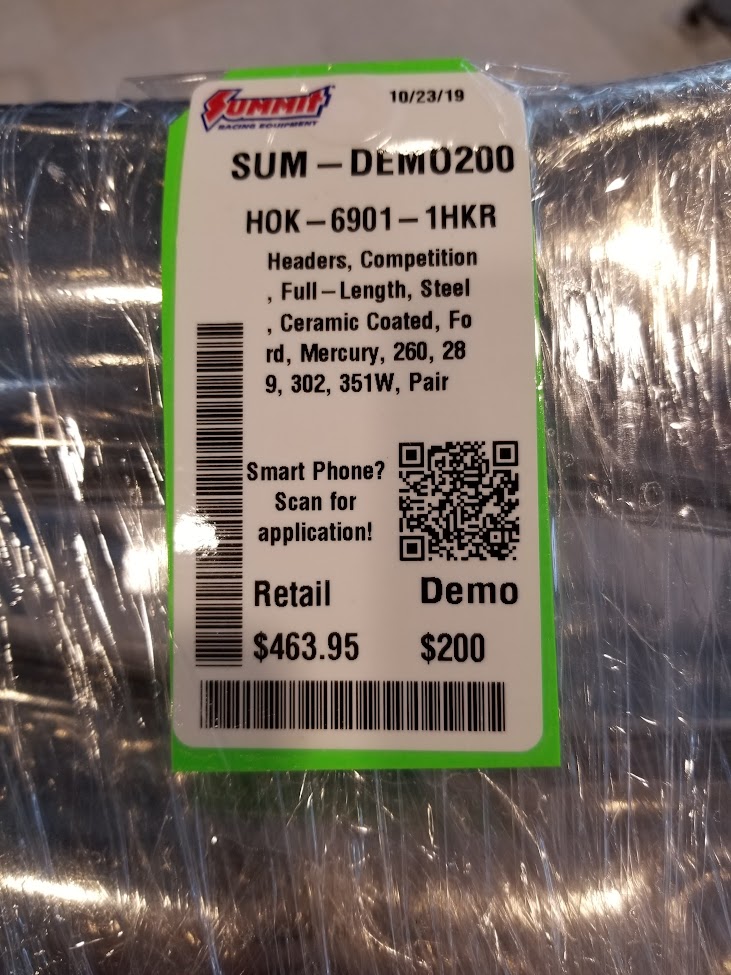 SUMMIT
RACING EQUIPMENT
10/23/19
SUM-DEMO200
HOK-6901-1HKR
Headers, Competition
, Full-Length, Steel
, Ceramic Coated, Fo
rd, Mercury, 260, 28
9, 302, 351W, Pair
Smart Phone?
Scan for
application!
Retail Demo
$463.95 $200